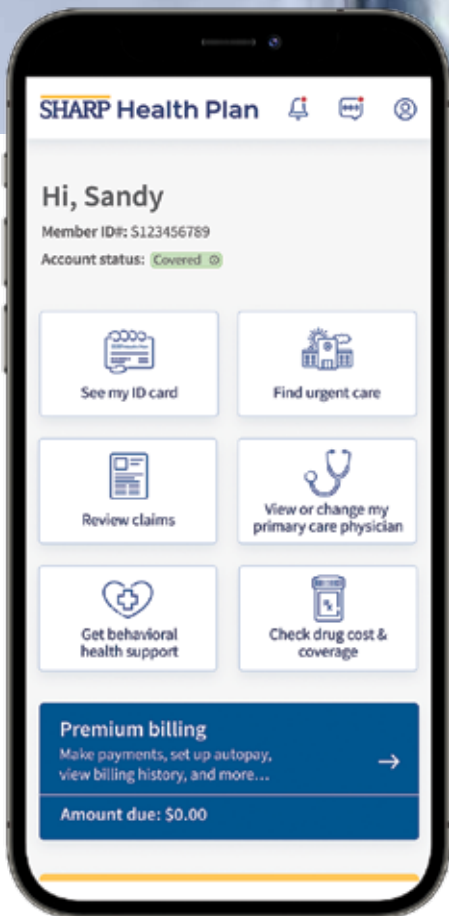 SHARP Health Plan
Hi, Sandy
Member ID#: S123456789
Account status: Covered
See my ID card
Find urgent care
Review claims
View or change my
primary care physician
Get behavioral
health support
Check drug cost &
coverage
Premium billing
Make payments, set up autopay,
view billing history, and more...
Amount due: $0.00